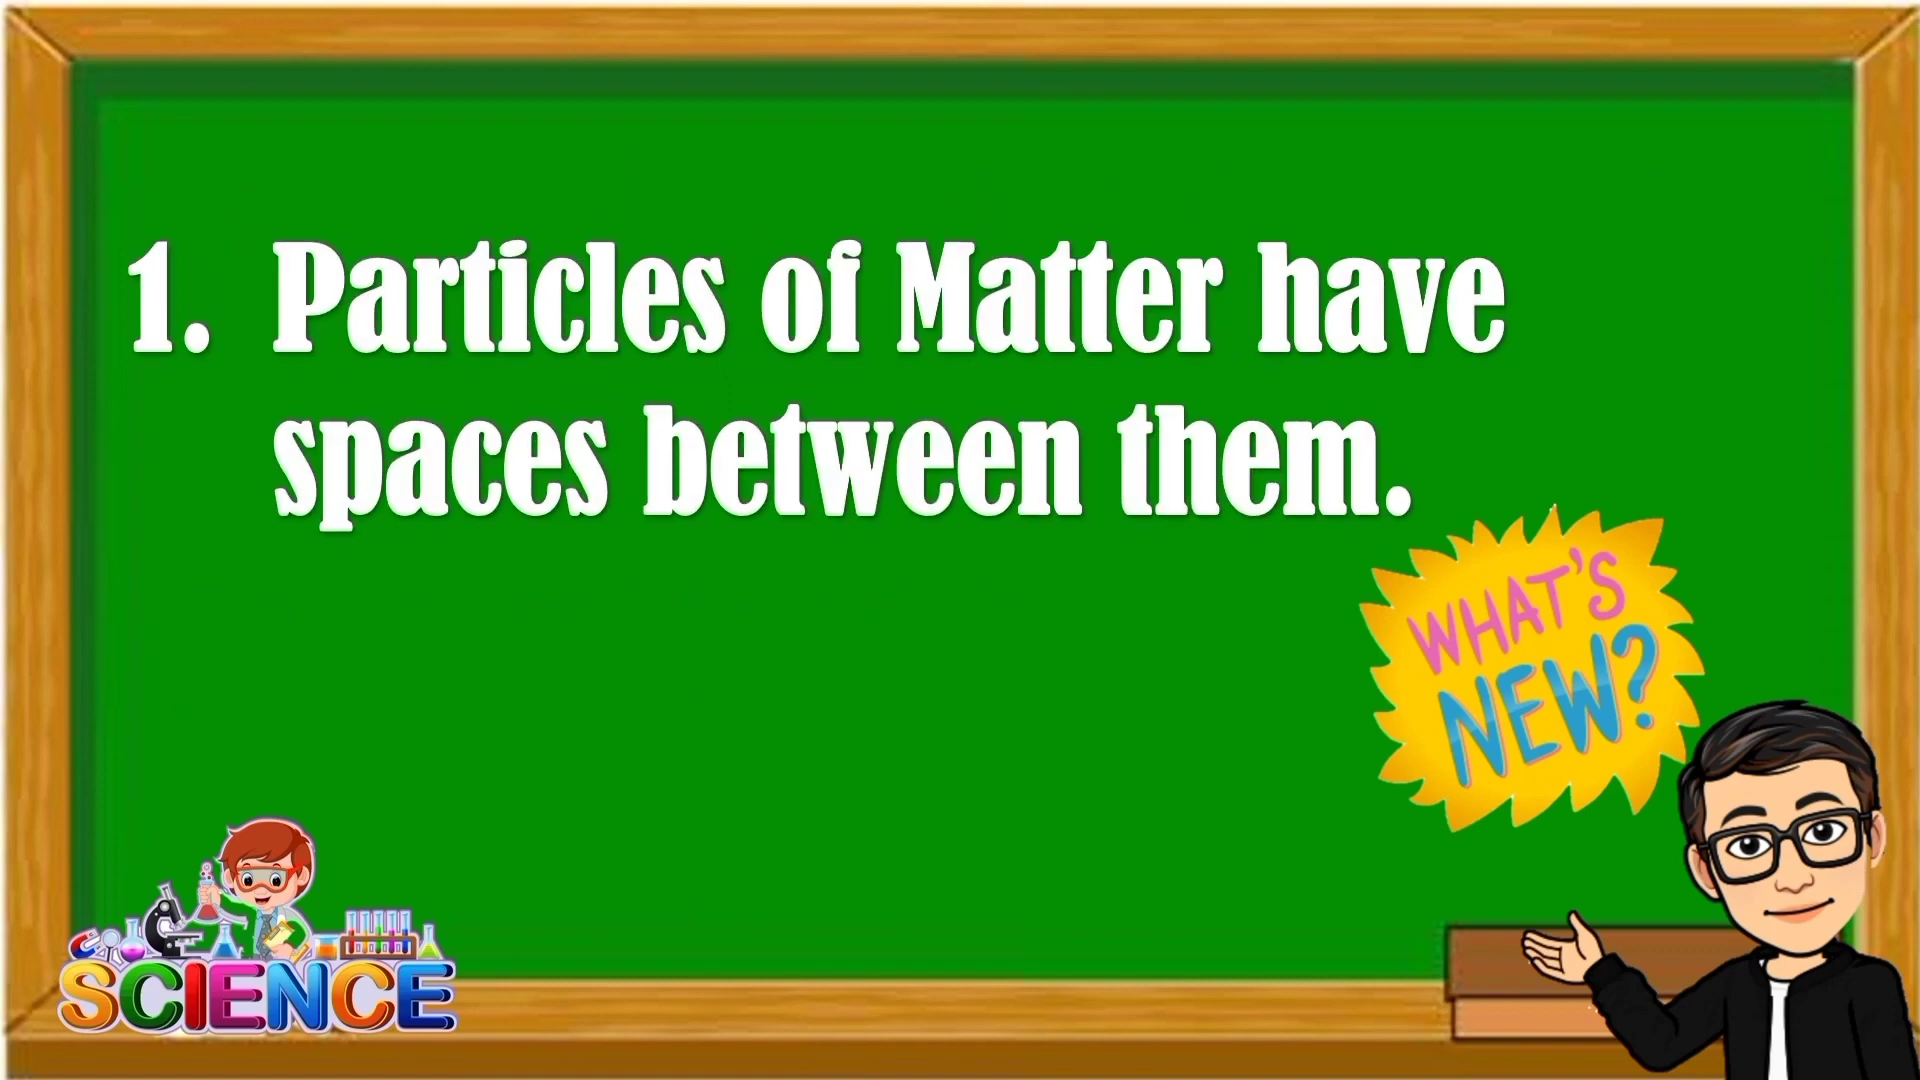 1. Particles of Matter have
spaces between them.
WHAT'S
NEW?
SCIENCE